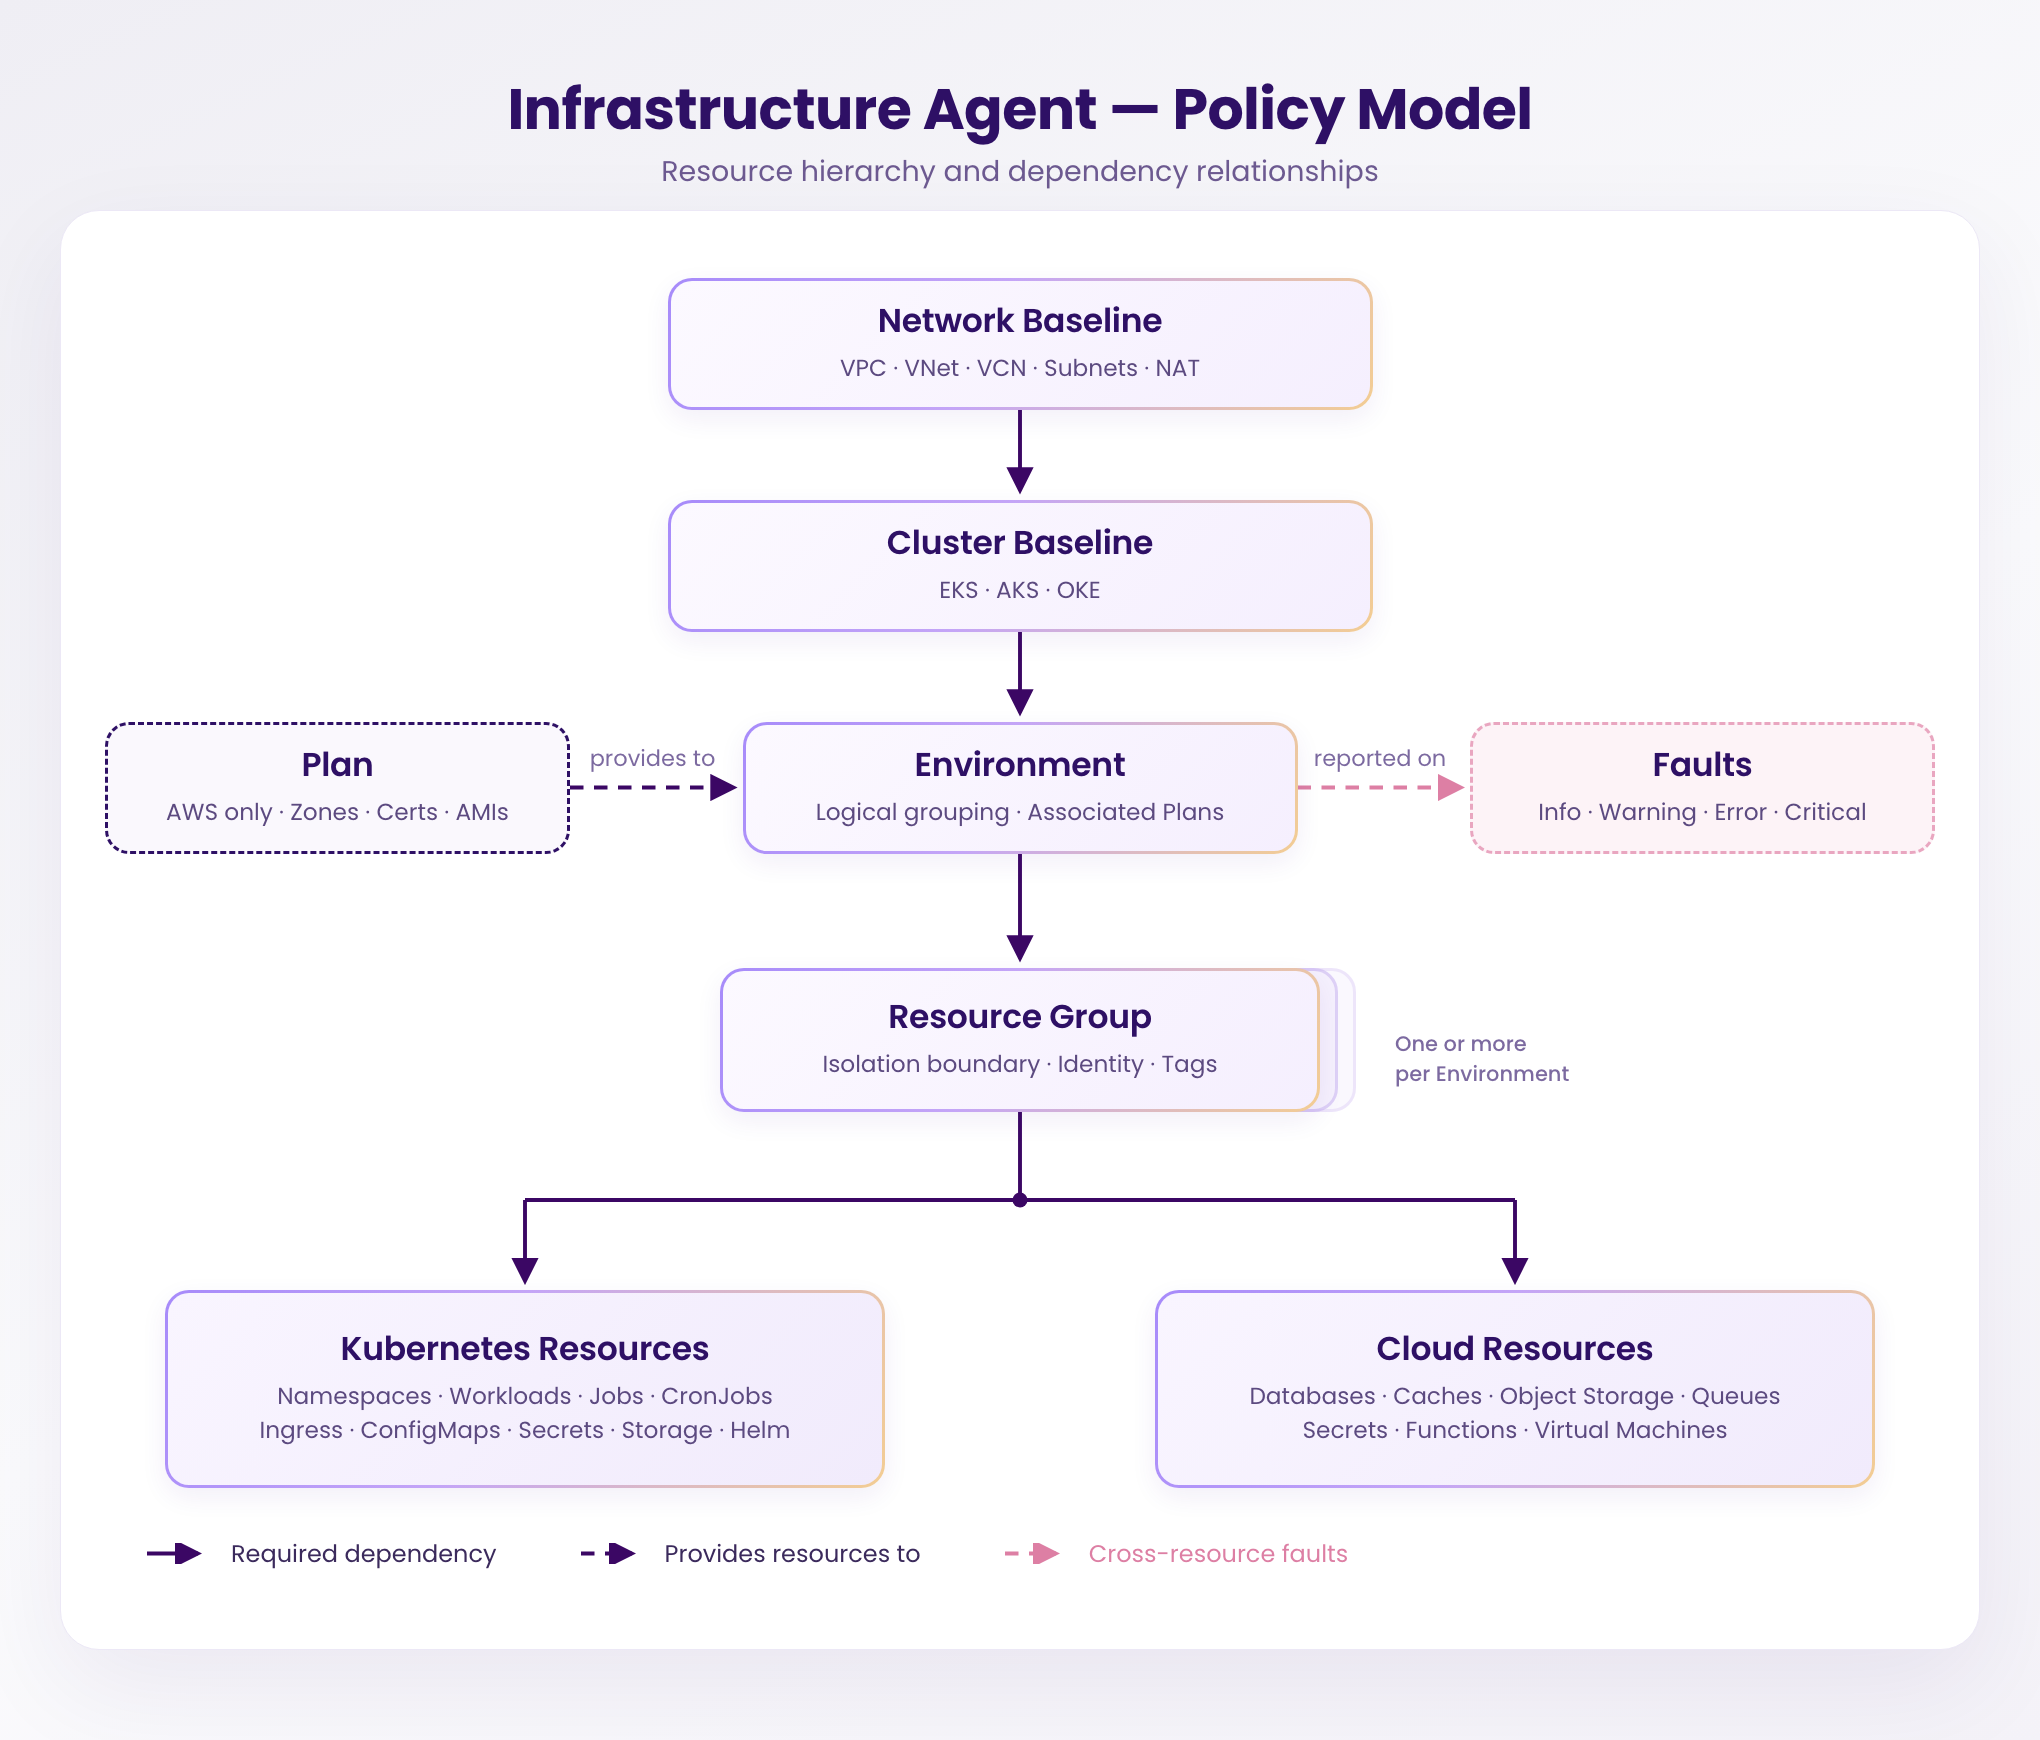 Infrastructure Agent — Policy Model
Resource hierarchy and dependency relationships
Network Baseline
VPC · VNet · VCN · Subnets · NAT
Cluster Baseline
EKS · AKS · OKE
Plan
AWS only · Zones · Certs · AMIs
provides to
Environment
Logical grouping · Associated Plans
reported on
Faults
Info · Warning · Error · Critical
Resource Group
Isolation boundary · Identity · Tags
One or more
per Environment
Kubernetes Resources
Namespaces · Workloads · Jobs · CronJobs
Ingress · ConfigMaps · Secrets · Storage · Helm
Cloud Resources
Databases · Caches · Object Storage · Queues
Secrets · Functions · Virtual Machines
Required dependency
Provides resources to
Cross-resource faults